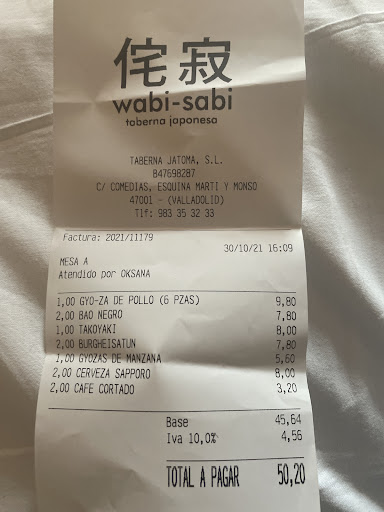 侘寂
wabi-sabi
taberna japonesa
TABERNA JATOMA, S.L.
B47698287
C/ COMEDIAS, ESQUINA MARTI Y MONSO
47001 - (VALLADOLID)
Tlf: 983 35 32 33
Factura: 2021/11179
30/10/21 16:09
MESA A
Atendido por OKSANA
1,00 GYO-ZA DE POLLO (6 PZAS) 9,80
2,00 BAO NEGRO 7,80
1,00 TAKOYAKI 8,00
2,00 BURGHEISATUN 7,80
1,00 GYOZAS DE MANZANA 5,60
2,00 CERVEZA SAPPORO 8,00
2,00 CAFE CORTADO 3,20
Base 45,64
Iva 10,0% 4,56
TOTAL A PAGAR 50,20